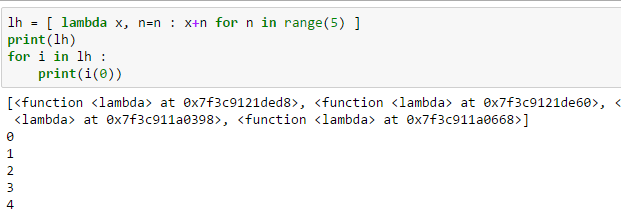 lh = [ lambda x, n=n : x+n for n in range(5) ]
print(lh)
for i in lh :
    print(i(0))
[<function <lambda> at 0x7f3c9121ded8>, <function <lambda> at 0x7f3c9121de60>, <
<lambda> at 0x7f3c911a0398>, <function <lambda> at 0x7f3c911a0668>]
0
1
2
3
4